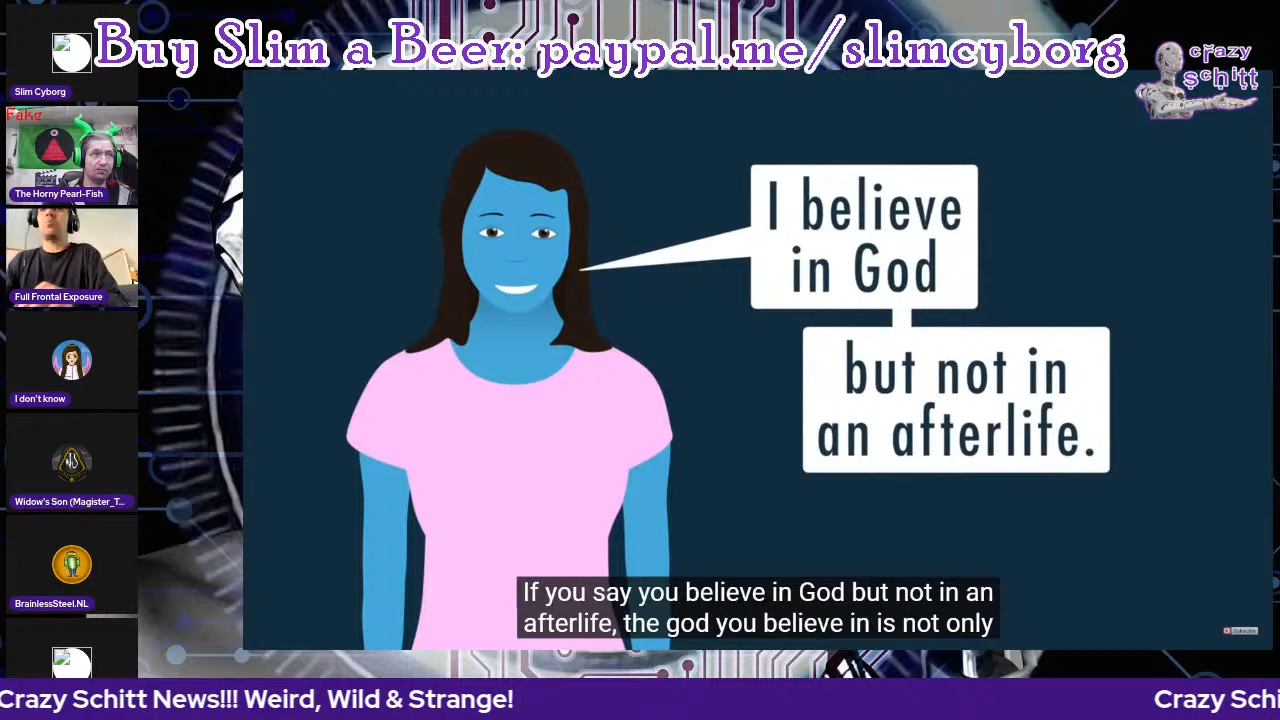 Buy Slim a Beer: paypal.me/slimcyborg
crazy
schitt
Slim Cyborg
Fake
The Horny Pearl-Fish
Full Frontal Exposure
I don't know
Widow's Son (Magister_T...
BrainlessSteel.NL
I believe
in God
but not in
an afterlife.
If you say you believe in God but not in an
afterlife, the god you believe in is not only
Subscribe
Crazy Schitt News!!! Weird, Wild & Strange!
Crazy Schi